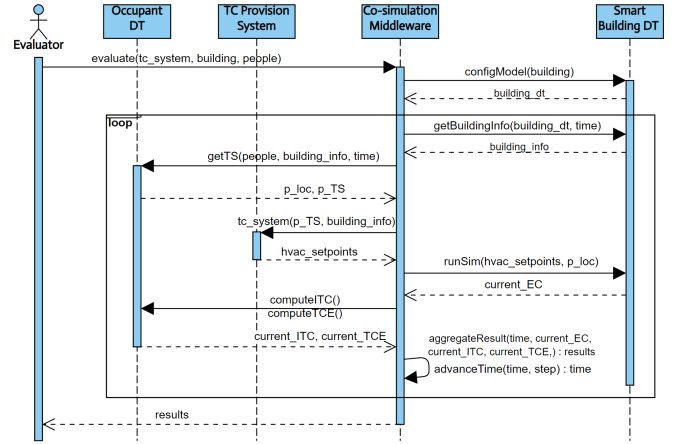 Occupant
DT
TC Provision
System
Co-simulation
Middleware
Smart
Building DT
Evaluator
evaluate(tc_system, building, people)
configModel(building)
building_dt
loop
getBuildingInfo(building_dt, time)
building_info
getTS(people, building_info, time)
p_loc, p_TS
tc_system(p_TS, building_info)
hvac_setpoints
runSim(hvac_setpoints, p_loc)
current_EC
computeITC()
computeTCE()
current_ITC, current_TCE
aggregateResult(time, current_EC,
current_ITC, current_TCE,) : results
advanceTime(time, step) : time
results